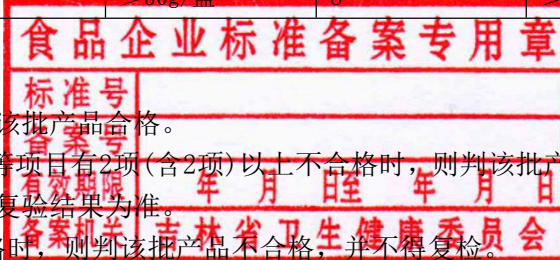 >50g/盒
食品企业标准备案专用章
标准号
该批产品合格。
备案号
等项目有2项(含2项)以上不合格时，则判该批产
有效期限 年 月 日至 年 月 日
复验结果为准。
备案机关 吉林省卫生健康委员会
格时，则判该批产品不合格，并不得复检。